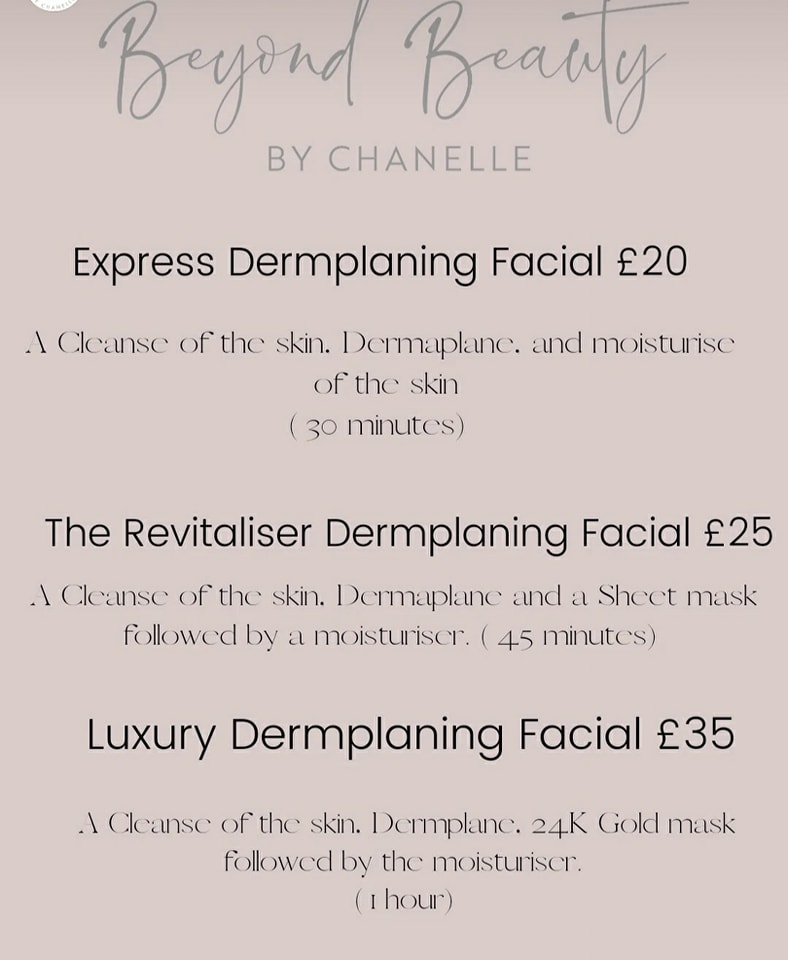 CHANELLE
Beyond Beauty
BY CHANELLE
Express Dermplaning Facial £20
A Cleanse of the skin, Dermaplane, and moisturise
of the skin
( 30 minutes)
The Revitaliser Dermplaning Facial £25
A Cleanse of the skin, Dermaplane and a Sheet mask
followed by a moisturiser. ( 45 minutes)
Luxury Dermplaning Facial £35
A Cleanse of the skin, Dermplane, 24K Gold mask
followed by the moisturiser.
( 1 hour)